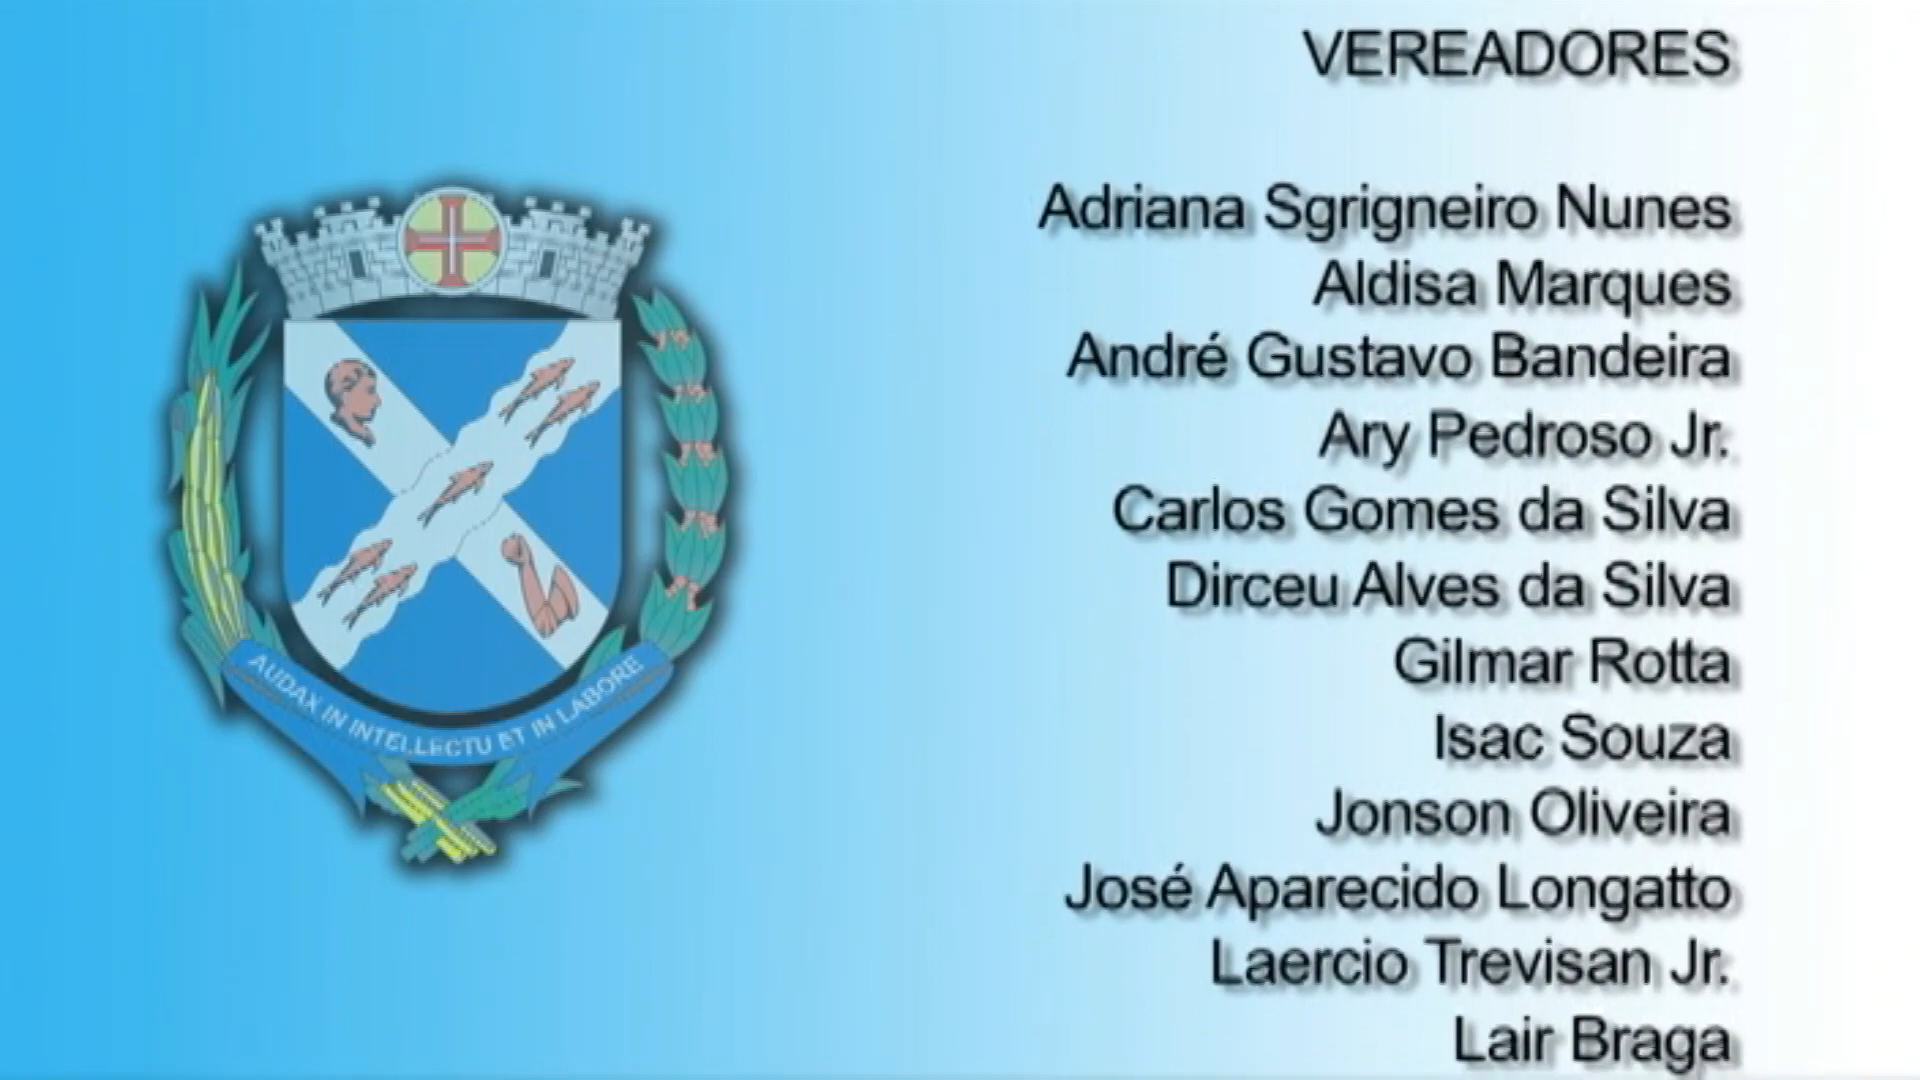 VEREADORES
Adriana Sgrigneiro Nunes
Aldisa Marques
André Gustavo Bandeira
Ary Pedroso Jr.
Carlos Gomes da Silva
Dirceu Alves da Silva
Gilmar Rotta
Isac Souza
Jonson Oliveira
José Aparecido Longatto
Laercio Trevisan Jr.
Lair Braga
AUDAX IN INTELLECTU ET IN LABORE